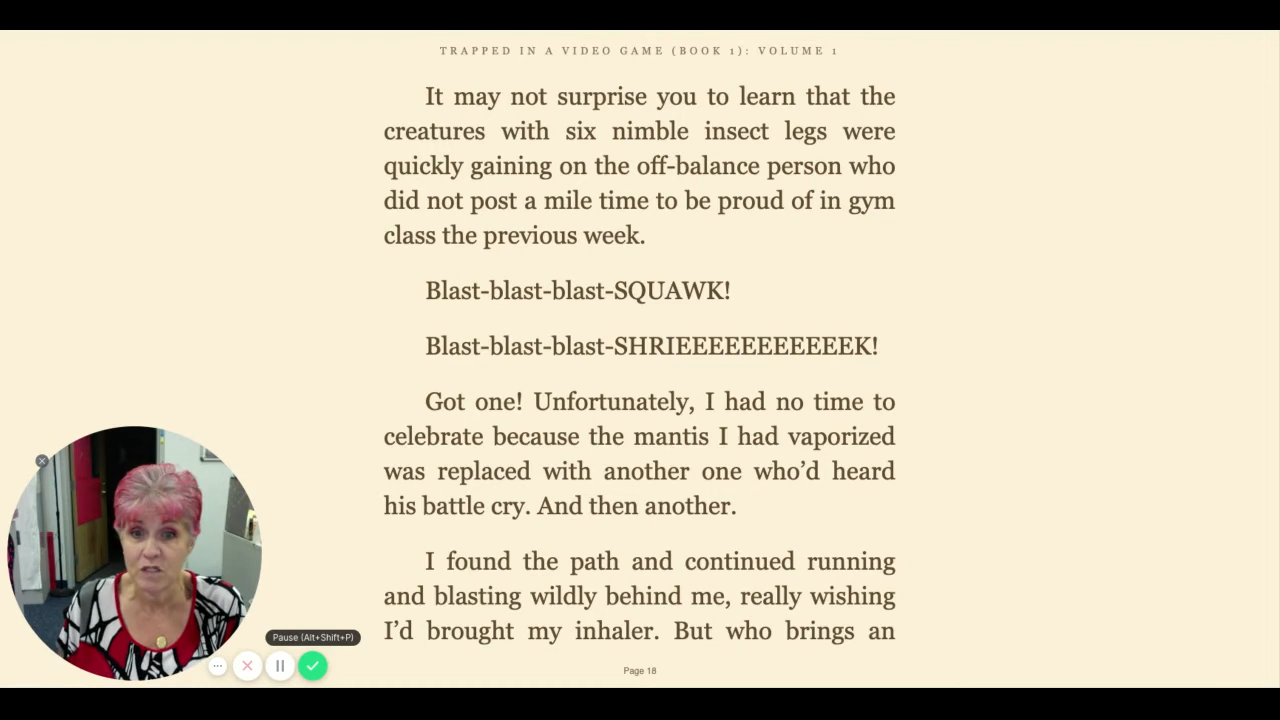 TRAPPED IN A VIDEO GAME (BOOK 1): VOLUME 1
It may not surprise you to learn that the
creatures with six nimble insect legs were
quickly gaining on the off-balance person who
did not post a mile time to be proud of in gym
class the previous week.
Blast-blast-blast-SQUAWK!
Blast-blast-blast-SHRIEEEEEEEEEEEEK!
Got one! Unfortunately, I had no time to
celebrate because the mantis I had vaporized
was replaced with another one who’d heard
his battle cry. And then another.
I found the path and continued running
and blasting wildly behind me, really wishing
I’d brought my inhaler. But who brings an
Pause (Alt+Shift+P)
Page 18